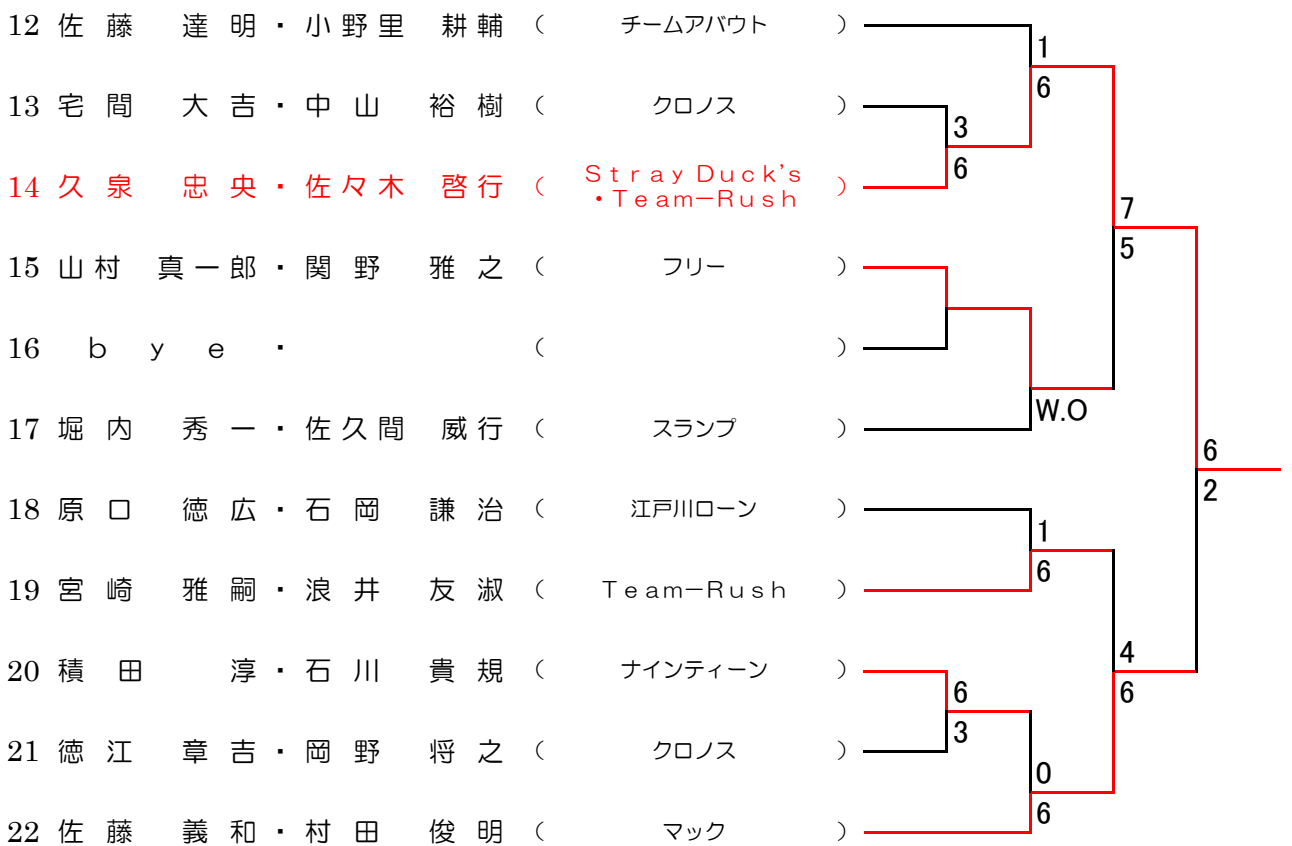 12 佐藤 達明・小野里 耕輔 ( チームアバウト )
1
13 宅間 大吉・中山 裕樹 ( クロノス )
6
3
14 久泉 忠央・佐々木 啓行 ( Stray Duck's
・Team－Rush )
6
7
15 山村 真一郎・関野 雅之 ( フリー )
5
16 bye ・ ( )
17 堀内 秀一・佐久間 威行 ( スランプ )
W.O
6
18 原口 徳広・石岡 謙治 ( 江戸川ローン )
2
1
19 宮崎 雅嗣・浪井 友淑 ( Team－Rush )
6
20 積田 淳・石川 貴規 ( ナインティーン )
4
6
6
21 徳江 章吉・岡野 将之 ( クロノス )
3
0
22 佐藤 義和・村田 俊明 ( マック )
6